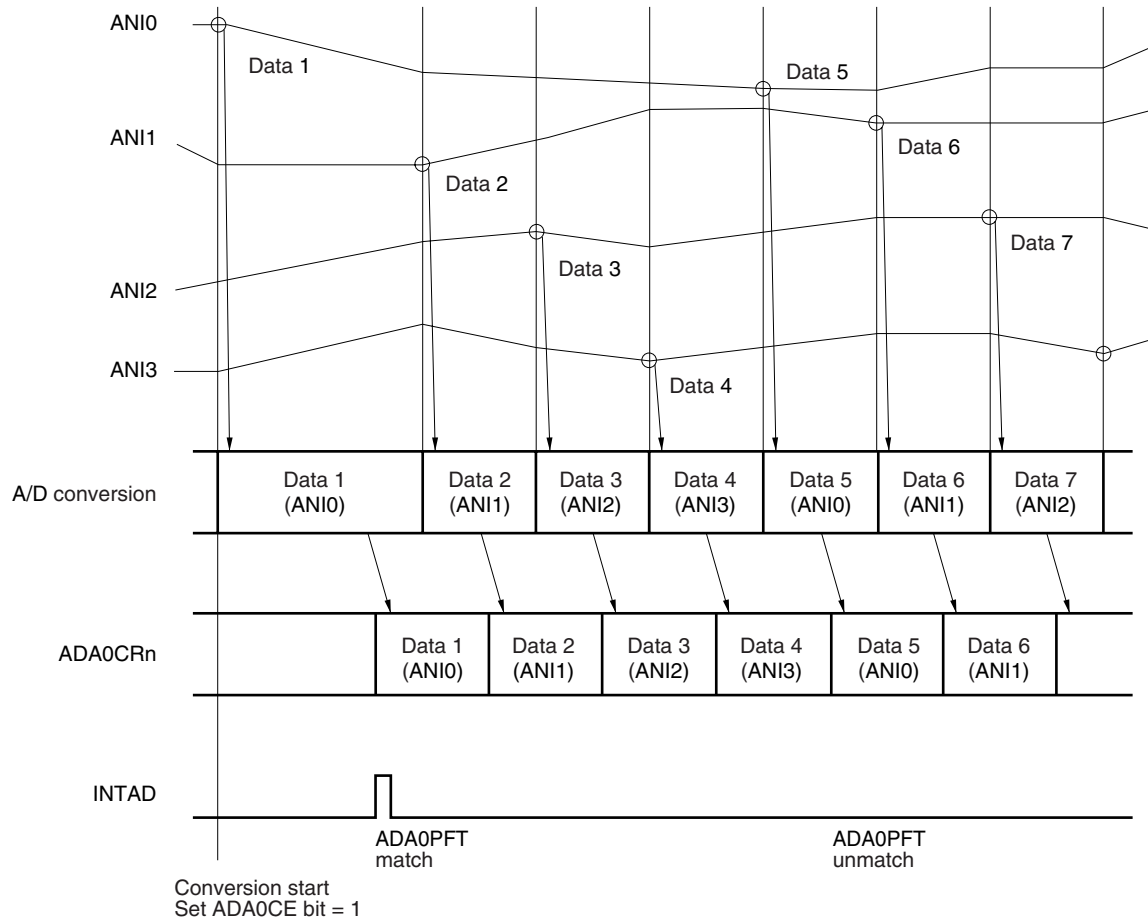 ANI0
Data 1
Data 5
ANI1
Data 6
Data 2
Data 7
Data 3
ANI2
ANI3
Data 4
A/D conversion
Data 1
(ANI0)
Data 2
(ANI1)
Data 3
(ANI2)
Data 4
(ANI3)
Data 5
(ANI0)
Data 6
(ANI1)
Data 7
(ANI2)
ADA0CRn
Data 1
(ANI0)
Data 2
(ANI1)
Data 3
(ANI2)
Data 4
(ANI3)
Data 5
(ANI0)
Data 6
(ANI1)
INTAD
ADA0PFT
match
ADA0PFT
unmatch
Conversion start
Set ADA0CE bit = 1